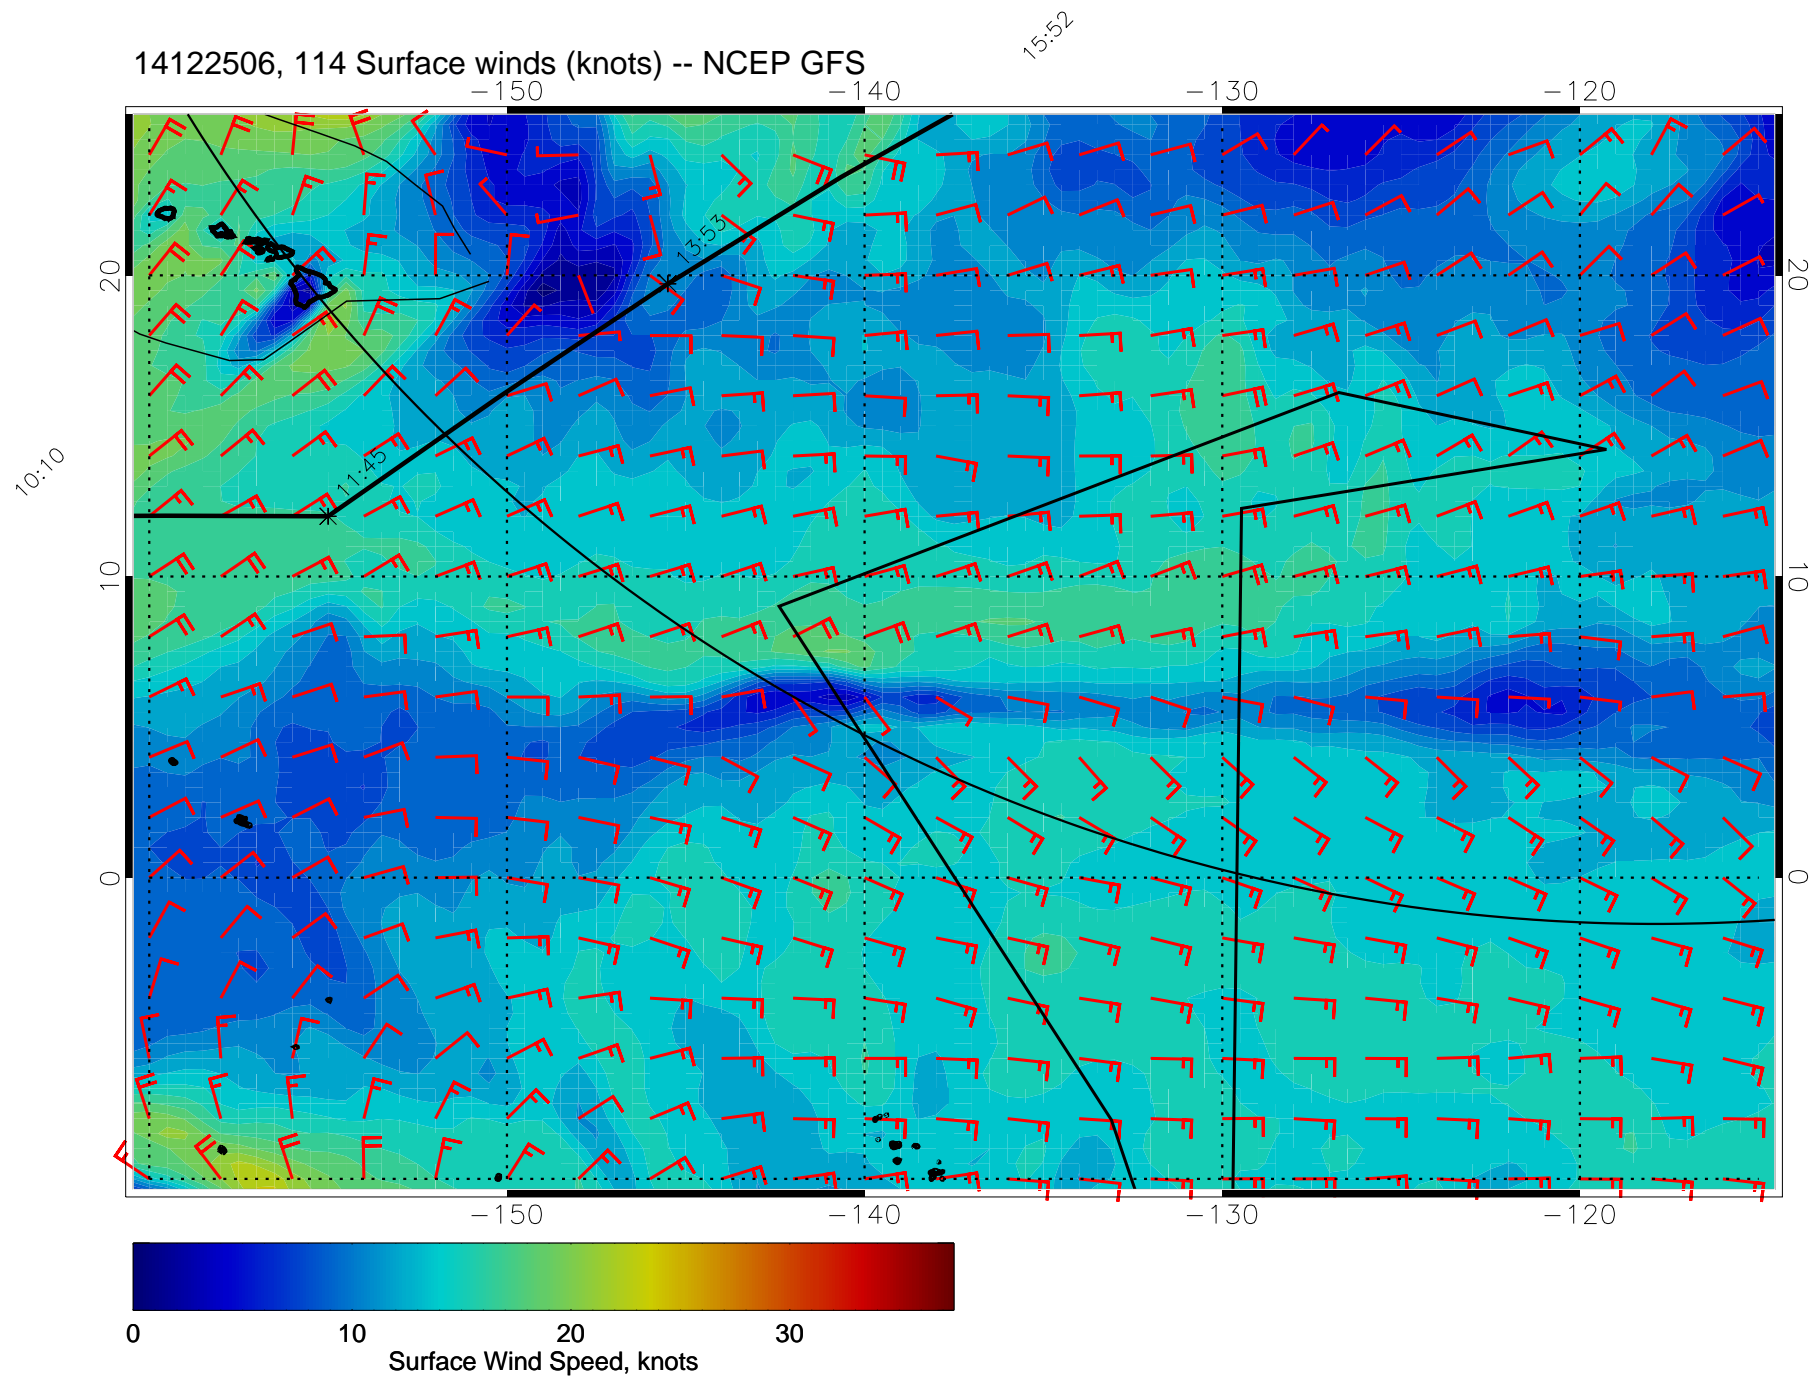 15:52
14122506, 114 Surface winds (knots) -- NCEP GFS
-150 -140 -130 -120
13:53
20 20
10:10
11:45
10 10
0 0
-150 -140 -130 -120
0 10 20 30
Surface Wind Speed, knots